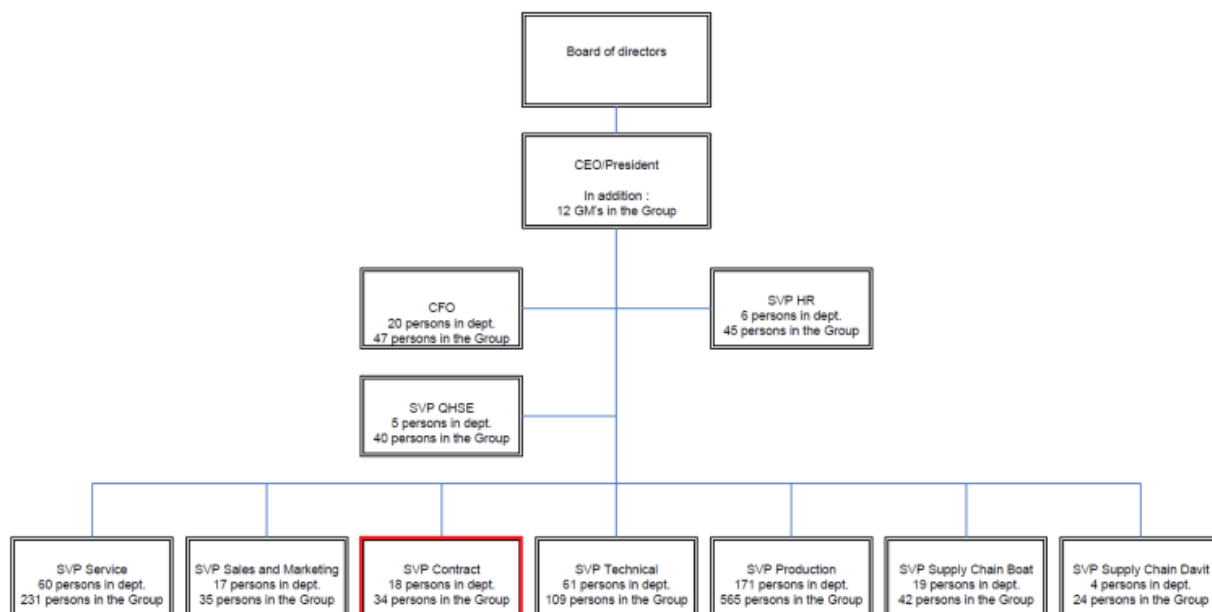 Board of directors
CEO/President
In addition :
12 GM's in the Group
CFO
20 persons in dept.
47 persons in the Group
SVP HR
6 persons in dept.
45 persons in the Group
SVP QHSE
5 persons in dept.
40 persons in the Group
SVP Service
60 persons in dept.
231 persons in the Group
SVP Sales and Marketing
17 persons in dept.
35 persons in the Group
SVP Contract
18 persons in dept.
34 persons in the Group
SVP Technical
61 persons in dept.
109 persons in the Group
SVP Production
171 persons in dept.
565 persons in the Group
SVP Supply Chain Boat
19 persons in dept.
42 persons in the Group
SVP Supply Chain Davit
4 persons in dept.
24 persons in the Group